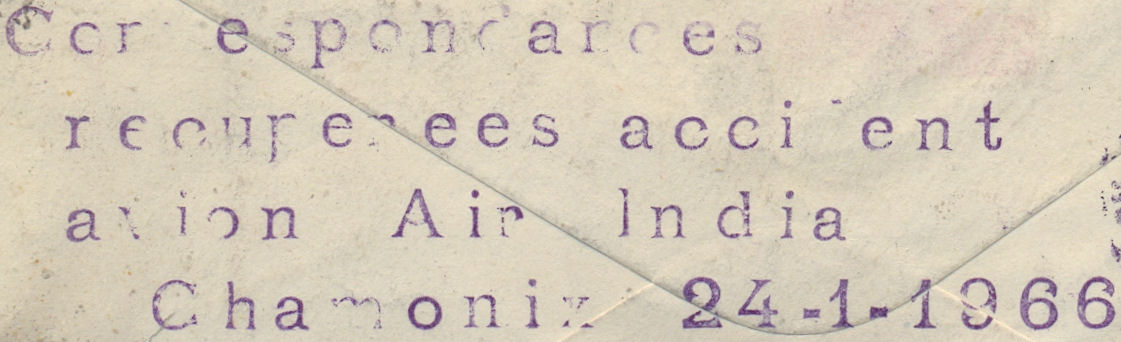 Correspondances
recuperees accident
avion Air India
Chamonix 24-1-1966